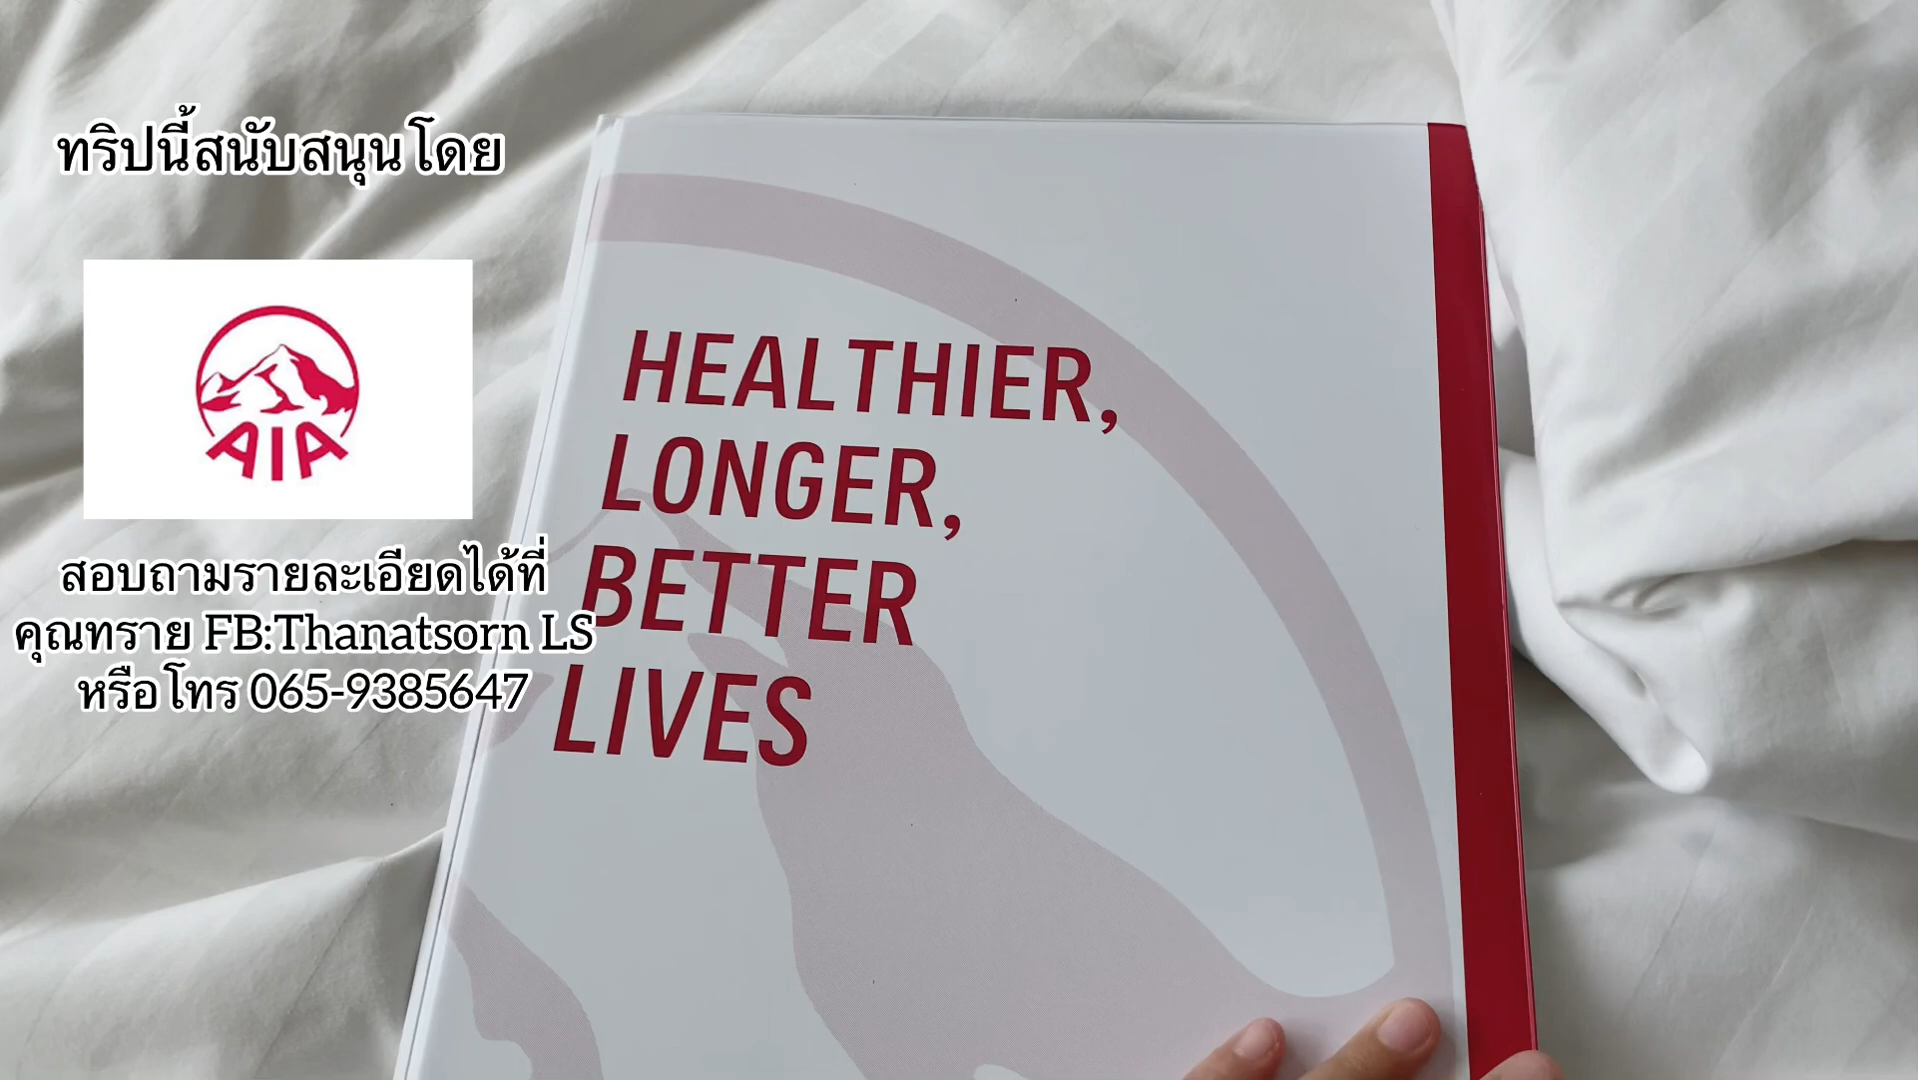 ทริปนี้สนับสนุนโดย
AIA
สอบถามรายละเอียดได้ที่
คุณทราย FB:Thanatsorn LS
หรือโทร 065-9385647
HEALTHIER,
LONGER,
BETTER
LIVES